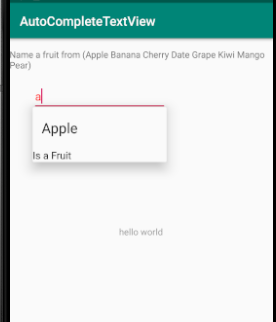 AutoCompleteTextView
Name a fruit from (Apple Banana Cherry Date Grape Kiwi Mango
Pear)
a
Apple
Is a Fruit
hello world